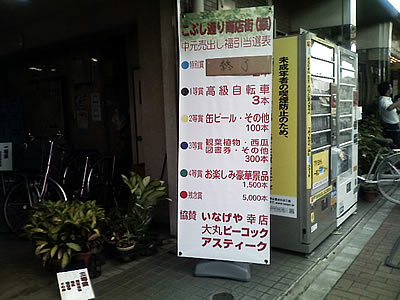 こぶし通り商店街(振)
中元売出し福引当選表
特別賞
終了
1等賞 高級自転車
3本
2等賞 缶ビール・その他
100本
3等賞 観葉植物・西瓜
図書券・その他
300本
4等賞 お楽しみ豪華景品
1,500本
残念賞 5,000本
協賛 いなげや 幸店
大丸ピーコック
アスティーク
未成年者の喫煙防止のため、